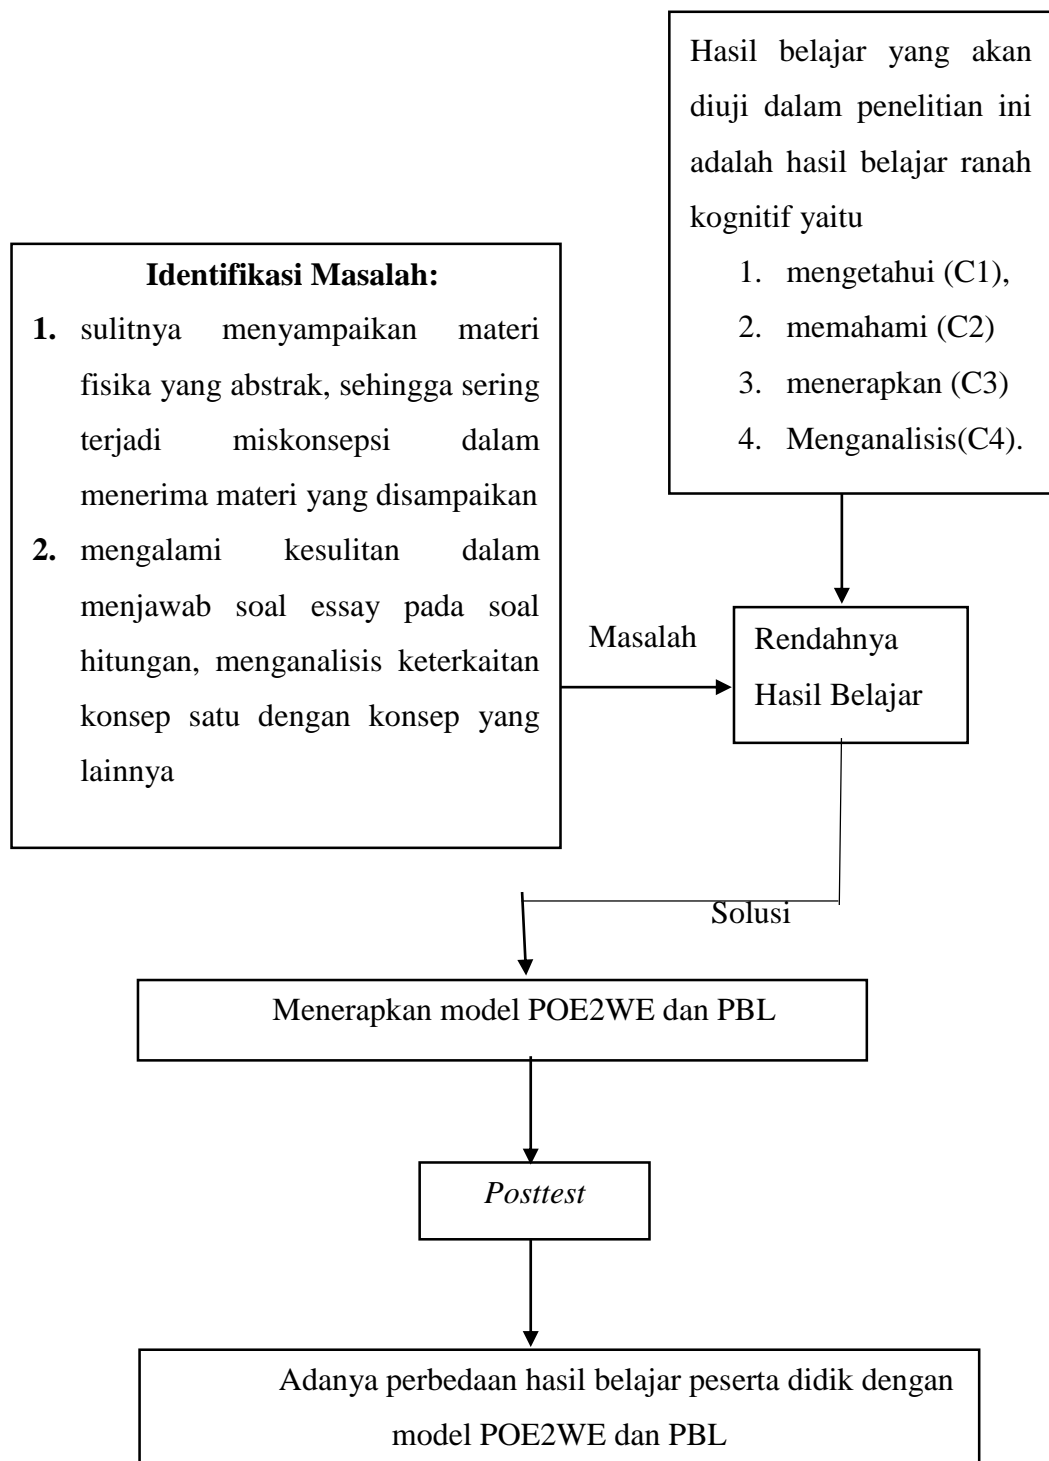 Hasil belajar yang akan
diuji dalam penelitian ini
adalah hasil belajar ranah
kognitif yaitu
1. mengetahui (C1),
2. memahami (C2)
3. menerapkan (C3)
4. Menganalisis(C4).
Identifikasi Masalah:
1. sulitnya menyampaikan materi
fisika yang abstrak, sehingga sering
terjadi miskonsepsi dalam
menerima materi yang disampaikan
2. mengalami kesulitan dalam
menjawab soal essay pada soal
hitungan, menganalisis keterkaitan
konsep satu dengan konsep yang
lainnya
Masalah
Rendahnya
Hasil Belajar
Solusi
Menerapkan model POE2WE dan PBL
Posttest
Adanya perbedaan hasil belajar peserta didik dengan
model POE2WE dan PBL